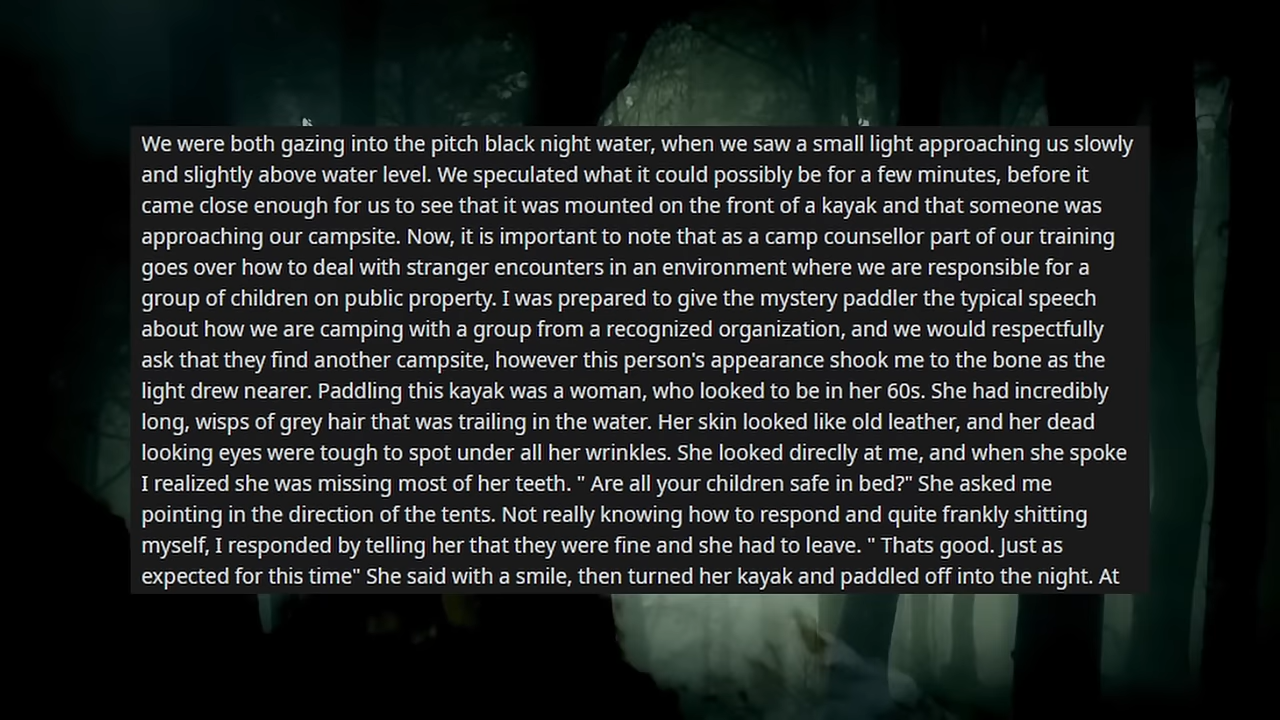 We were both gazing into the pitch black night water, when we saw a small light approaching us slowly
and slightly above water level. We speculated what it could possibly be for a few minutes, before it
came close enough for us to see that it was mounted on the front of a kayak and that someone was
approaching our campsite. Now, it is important to note that as a camp counsellor part of our training
goes over how to deal with stranger encounters in an environment where we are responsible for a
group of children on public property. I was prepared to give the mystery paddler the typical speech
about how we are camping with a group from a recognized organization, and we would respectfully
ask that they find another campsite, however this person's appearance shook me to the bone as the
light drew nearer. Paddling this kayak was a woman, who looked to be in her 60s. She had incredibly
long, wisps of grey hair that was trailing in the water. Her skin looked like old leather, and her dead
looking eyes were tough to spot under all her wrinkles. She looked direclly at me, and when she spoke
I realized she was missing most of her teeth. " Are all your children safe in bed?" She asked me
pointing in the direction of the tents. Not really knowing how to respond and quite frankly shitting
myself, I responded by telling her that they were fine and she had to leave. " Thats good. Just as
expected for this time" She said with a smile, then turned her kayak and paddled off into the night. At